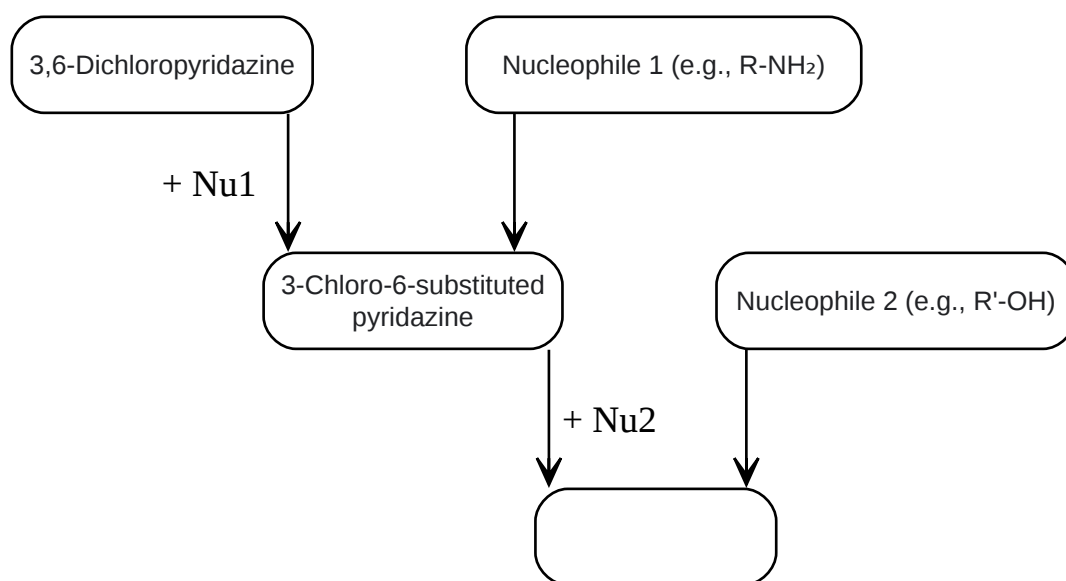 3,6-Dichloropyridazine
Nucleophile 1 (e.g., R-NH₂)
+ Nu1
3-Chloro-6-substituted
pyridazine
Nucleophile 2 (e.g., R'-OH)
+ Nu2